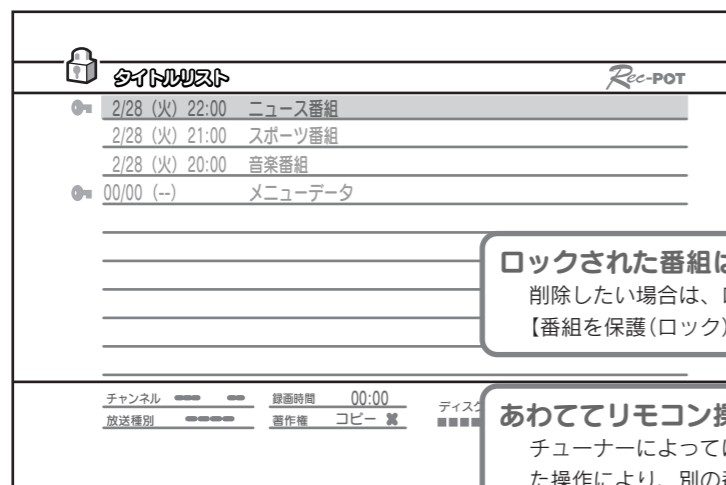 タイトルリスト Rec-POT
2/28 (火) 22:00 ニュース番組
2/28 (火) 21:00 スポーツ番組
2/28 (火) 20:00 音楽番組
00/00 (--) メニューデータ
ロックされた番組は
削除したい場合は、
【番組を保護(ロック)
チャンネル --- -- 録画時間 00:00
放送種別 ---- 著作権 コピー ✖
ディスク
あわててリモコン操
チューナーによっては
た操作により、別の